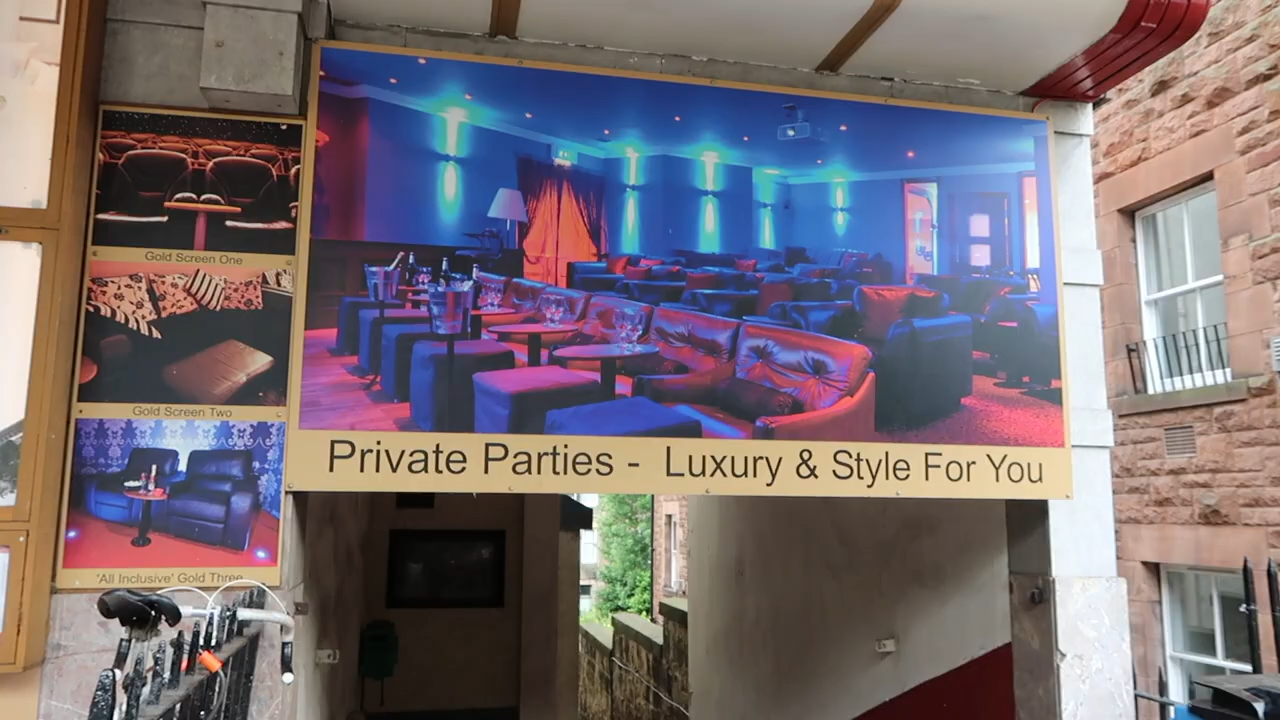 Gold Screen One
Gold Screen Two
'All Inclusive' Gold Three
Private Parties - Luxury & Style For You